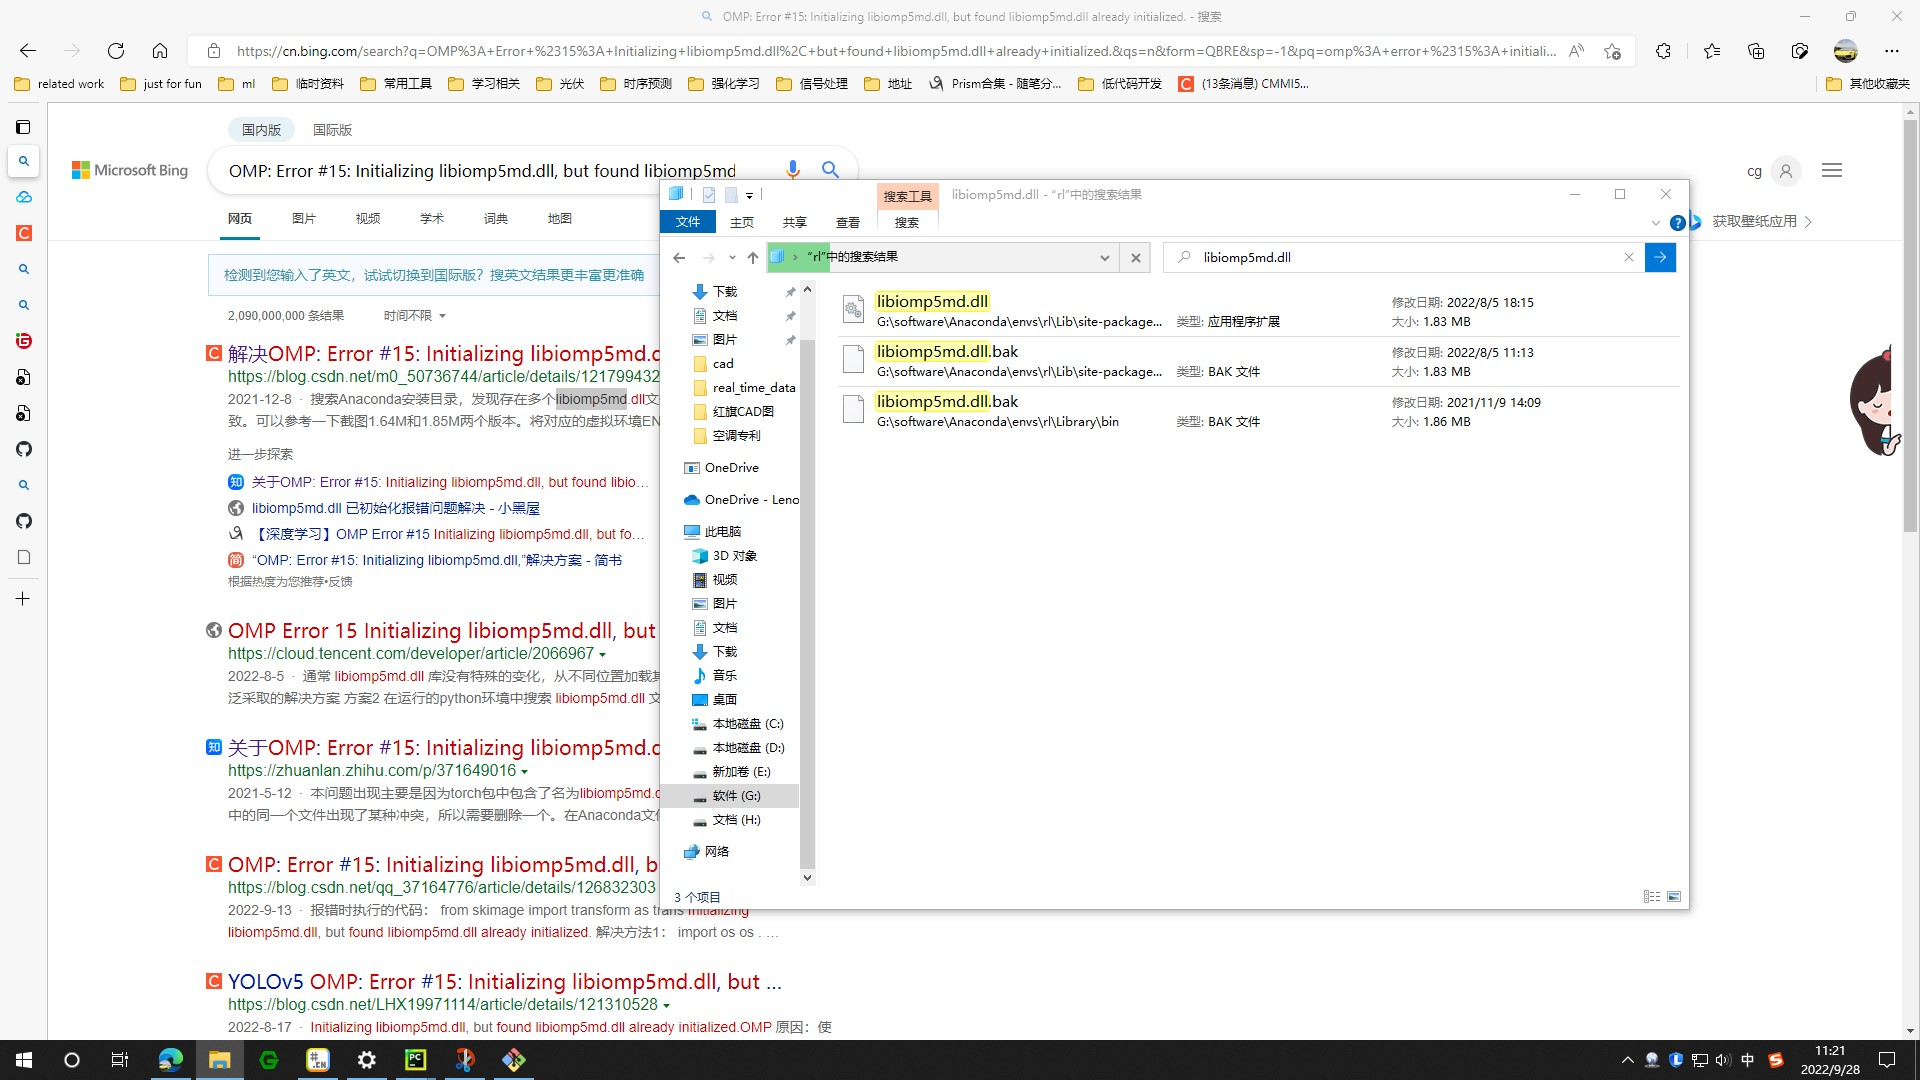 OMP: Error #15: Initializing libiomp5md.dll, but found libiomp5md.dll already initialized. - 搜索
https://cn.bing.com/search?q=OMP%3A+Error+%2315%3A+Initializing+libiomp5md.dll%2C+but+found+libiomp5md.dll+already+initialized.&qs=n&form=QBRE&sp=-1&pq=omp%3A+error+%2315%3A+initiali...
related work
just for fun
ml
临时资料
常用工具
学习相关
光伏
时序预测
强化学习
信号处理
地址
Prism合集 - 随笔分...
低代码开发
(13条消息) CMMI5...
其他收藏夹
国内版
国际版
Microsoft Bing
OMP: Error #15: Initializing libiomp5md.dll, but found libiomp5md
cg
网页
图片
视频
学术
词典
地图
获取壁纸应用
检测到您输入了英文，试试切换到国际版？搜英文结果更丰富更准确
2,090,000,000 条结果
时间不限
解决OMP: Error #15: Initializing libiomp5md.d
https://blog.csdn.net/m0_50736744/article/details/121799432
2021-12-8 · 搜索Anaconda安装目录，发现存在多个libiomp5md.dll文
致。可以参考一下截图1.64M和1.85M两个版本。将对应的虚拟环境EN
进一步探索
关于OMP: Error #15: Initializing libiomp5md.dll, but found libio...
libiomp5md.dll 已初始化报错问题解决 - 小黑屋
【深度学习】OMP Error #15 Initializing libiomp5md.dll, but fo...
“OMP: Error #15: Initializing libiomp5md.dll,”解决方案 - 简书
根据热度为您推荐•反馈
OMP Error 15 Initializing libiomp5md.dll, but
https://cloud.tencent.com/developer/article/2066967
2022-8-5 · 通常 libiomp5md.dll 库没有特殊的变化，从不同位置加载其
泛采取的解决方案 方案2 在运行的python环境中搜索 libiomp5md.dll 文
关于OMP: Error #15: Initializing libiomp5md.d
https://zhuanlan.zhihu.com/p/371649016
2021-5-12 · 本问题出现主要是因为torch包中包含了名为libiomp5md.d
中的同一个文件出现了某种冲突，所以需要删除一个。在Anaconda文件
OMP: Error #15: Initializing libiomp5md.dll, b
https://blog.csdn.net/qq_37164776/article/details/126832303
2022-9-13 · 报错时执行的代码： from skimage import transform as trans Initializing
libiomp5md.dll, but found libiomp5md.dll already initialized. 解决方法1： import os os . ...
YOLOv5 OMP: Error #15: Initializing libiomp5md.dll, but ...
https://blog.csdn.net/LHX19971114/article/details/121310528
2022-8-17 · Initializing libiomp5md.dll, but found libiomp5md.dll already initialized.OMP 原因：使
搜索工具
libiomp5md.dll - “rl”中的搜索结果
文件
主页
共享
查看
搜索
“rl”中的搜索结果
libiomp5md.dll
下载
文档
图片
cad
real_time_data
红旗CAD图
空调专利
OneDrive
OneDrive - Leno
此电脑
3D 对象
视频
图片
文档
下载
音乐
桌面
本地磁盘 (C:)
本地磁盘 (D:)
新加卷 (E:)
软件 (G:)
文档 (H:)
网络
libiomp5md.dll
修改日期: 2022/8/5 18:15
G:\software\Anaconda\envs\rl\Lib\site-package...
类型: 应用程序扩展
大小: 1.83 MB
libiomp5md.dll.bak
修改日期: 2022/8/5 11:13
G:\software\Anaconda\envs\rl\Lib\site-package...
类型: BAK 文件
大小: 1.83 MB
libiomp5md.dll.bak
修改日期: 2021/11/9 14:09
G:\software\Anaconda\envs\rl\Library\bin
类型: BAK 文件
大小: 1.86 MB
3 个项目
中
11:21
2022/9/28